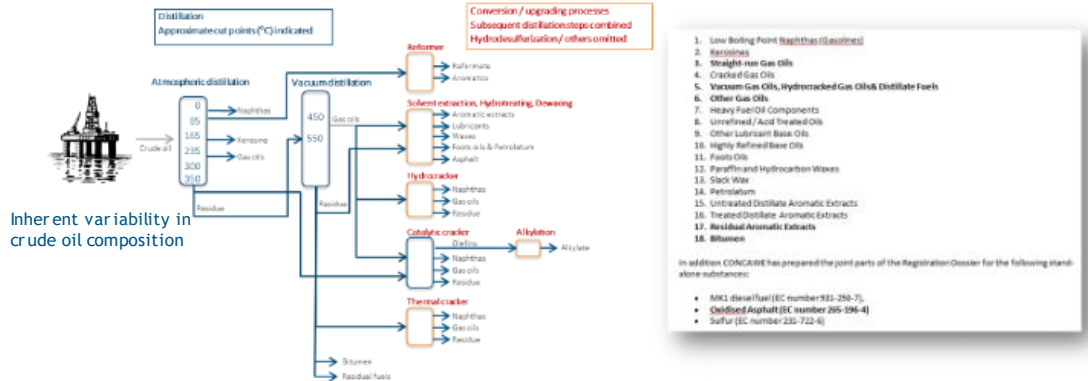 Distillation
Approximate cut points (°C) indicated
Conversion / upgrading processes
Subsequent distillation steps combined
Hydrodesulfurization / others omitted
Reformer
Reformate
Aromatics
Atmospheric distillation
Vacuum distillation
0
85
165
235
300
350
Naphthas
Kerosine
Gas oils
Crude oil
Residue
450
550
Gas oils
Residue
Solvent extraction, Hydrotreating, Dewaxing
Aromatic extracts
Lubricants
Waxes
Foots oils & Petrolatum
Asphalt
Hydrocracker
Naphthas
Gas oils
Residue
Catalytic cracker
Olefins
Naphthas
Gas oils
Residue
Alkylation
Alkylate
Thermal cracker
Naphthas
Gas oils
Residue
Bitumen
Residual fuels
Inherent variability in
crude oil composition
1. Low Boiling Point Naphthas (Gasolines)
2. Kerosines
3. Straight-run Gas Oils
4. Cracked Gas Oils
5. Vacuum Gas Oils, Hydrocracked Gas Oils & Distillate Fuels
6. Other Gas Oils
7. Heavy Fuel Oil Components
8. Unrefined / Acid Treated Oils
9. Other Lubricant Base Oils
10. Highly Refined Base Oils
11. Foots Oils
12. Paraffin and Hydrocarbon Waxes
13. Slack Wax
14. Petrolatum
15. Untreated Distillate Aromatic Extracts
16. Treated Distillate Aromatic Extracts
17. Residual Aromatic Extracts
18. Bitumen
In addition CONCAWE has prepared the joint parts of the Registration Dossier for the following stand-
alone substances:
• MK1 diesel fuel (EC number 931-250-7),
• Oxidised Asphalt (EC number 265-196-4)
• Sulfur (EC number 231-722-6)